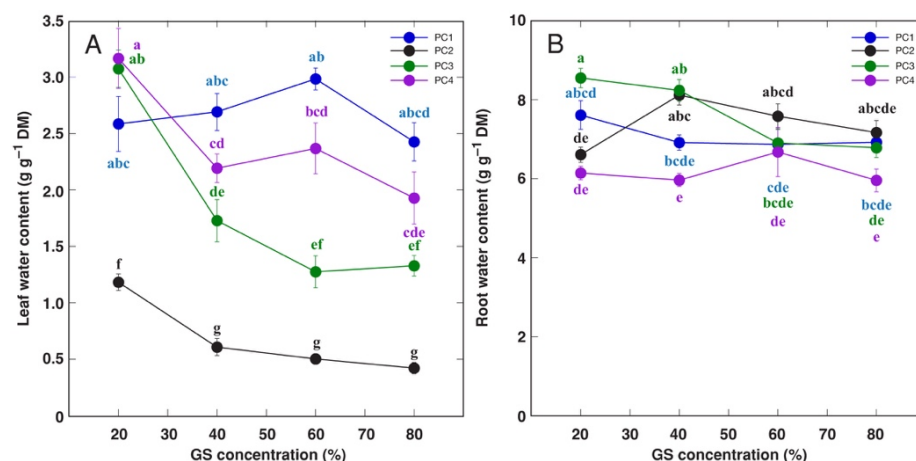 A
PC1
PC2
PC3
PC4
Leaf water content (g g⁻¹ DM)
3.5
3.0
2.5
2.0
1.5
1.0
0.5
0
a
ab
abc
f
abc
cd
de
g
ab
bcd
ef
g
abcd
cde
ef
g
20 30 40 50 60 70 80
GS concentration (%)
B
PC1
PC2
PC3
PC4
Root water content (g g⁻¹ DM)
10
8
6
4
2
0
a
abcd
de
de
ab
abc
bcde
e
abcd
cde
bcde
de
abcde
bcde
de
e
20 30 40 50 60 70 80
GS concentration (%)